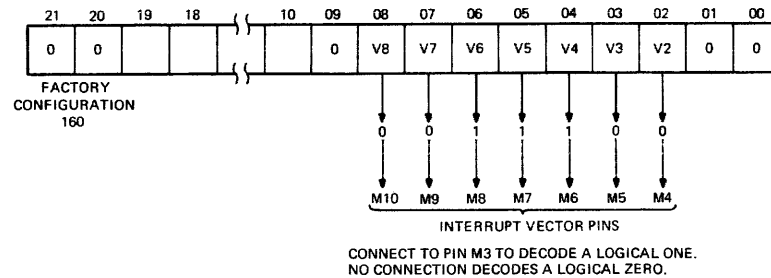 21 20 19 18 10 09 08 07 06 05 04 03 02 01 00
0 0 0 V8 V7 V6 V5 V4 V3 V2 0 0
FACTORY
CONFIGURATION
160
0 0 1 1 1 0 0
M10 M9 M8 M7 M6 M5 M4
INTERRUPT VECTOR PINS
CONNECT TO PIN M3 TO DECODE A LOGICAL ONE.
NO CONNECTION DECODES A LOGICAL ZERO.